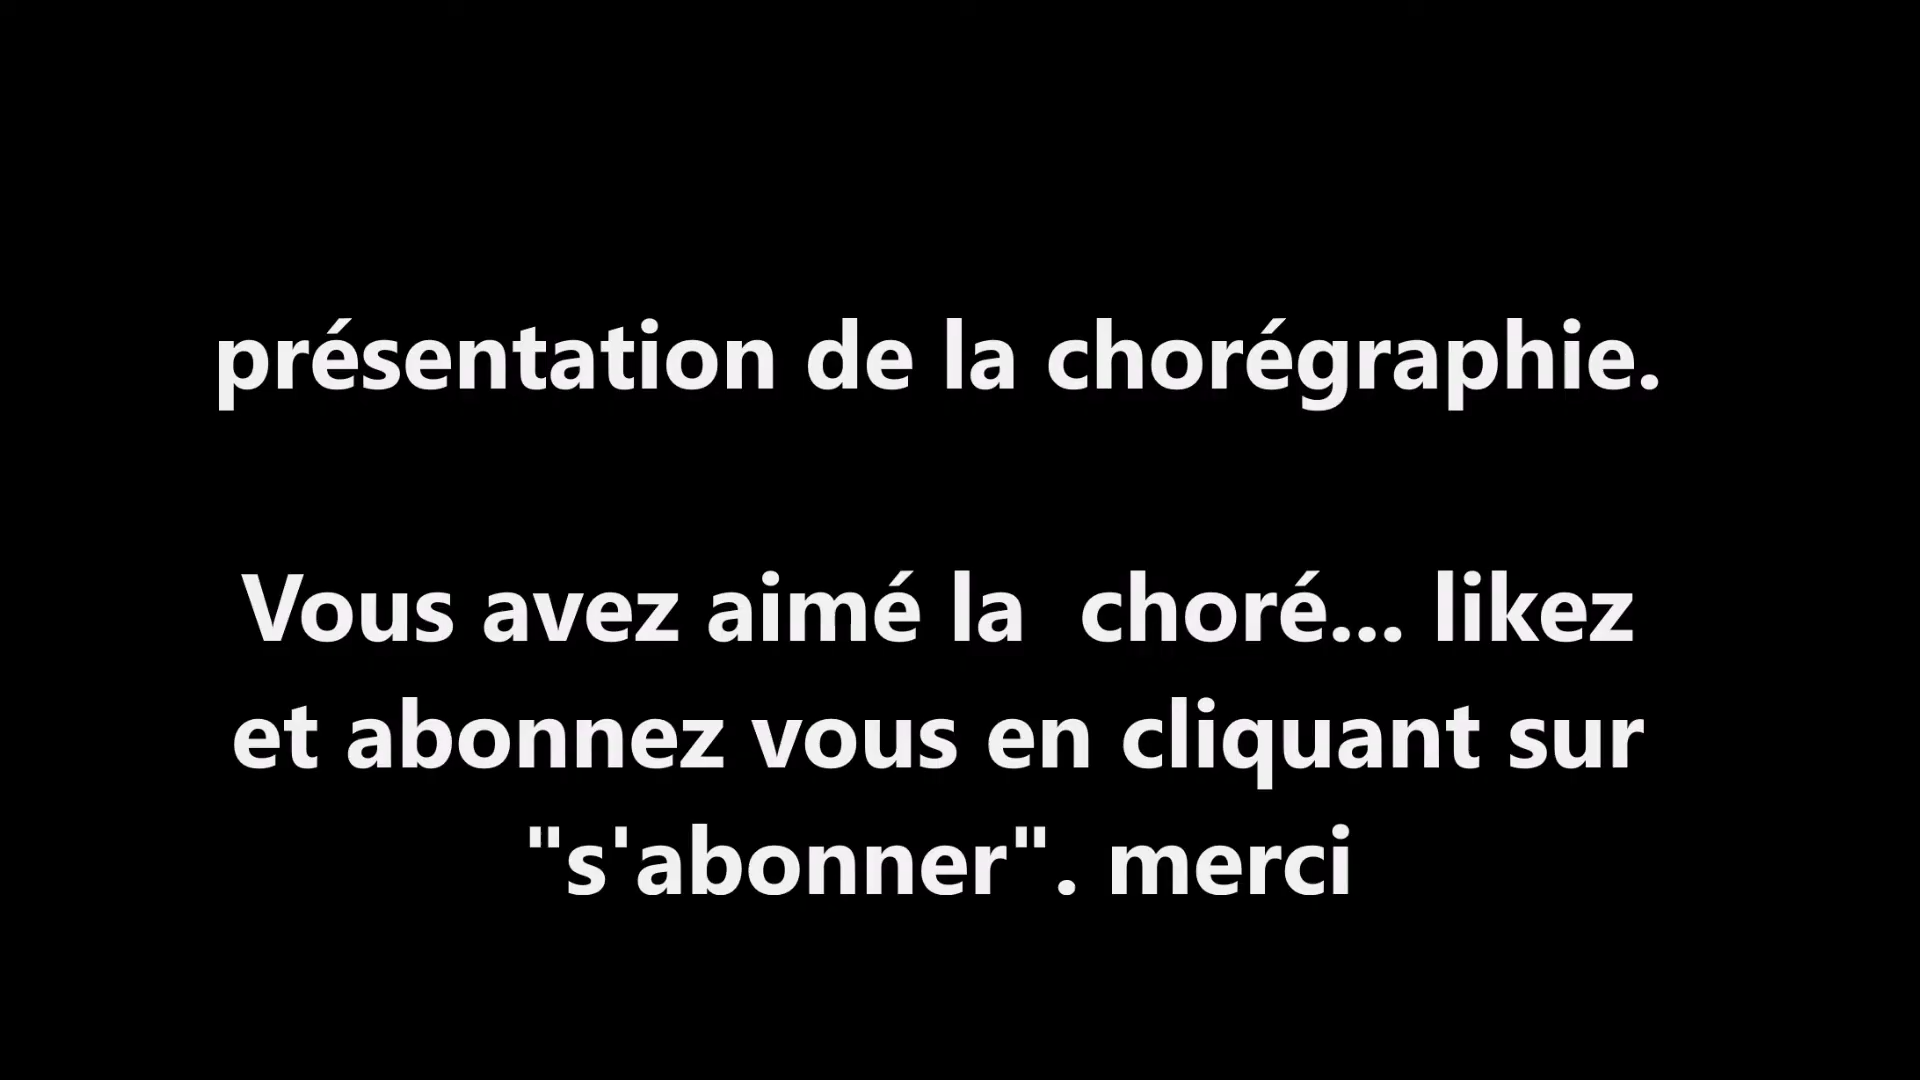 présentation de la chorégraphie.
Vous avez aimé la  choré... likez
et abonnez vous en cliquant sur
"s'abonner". merci